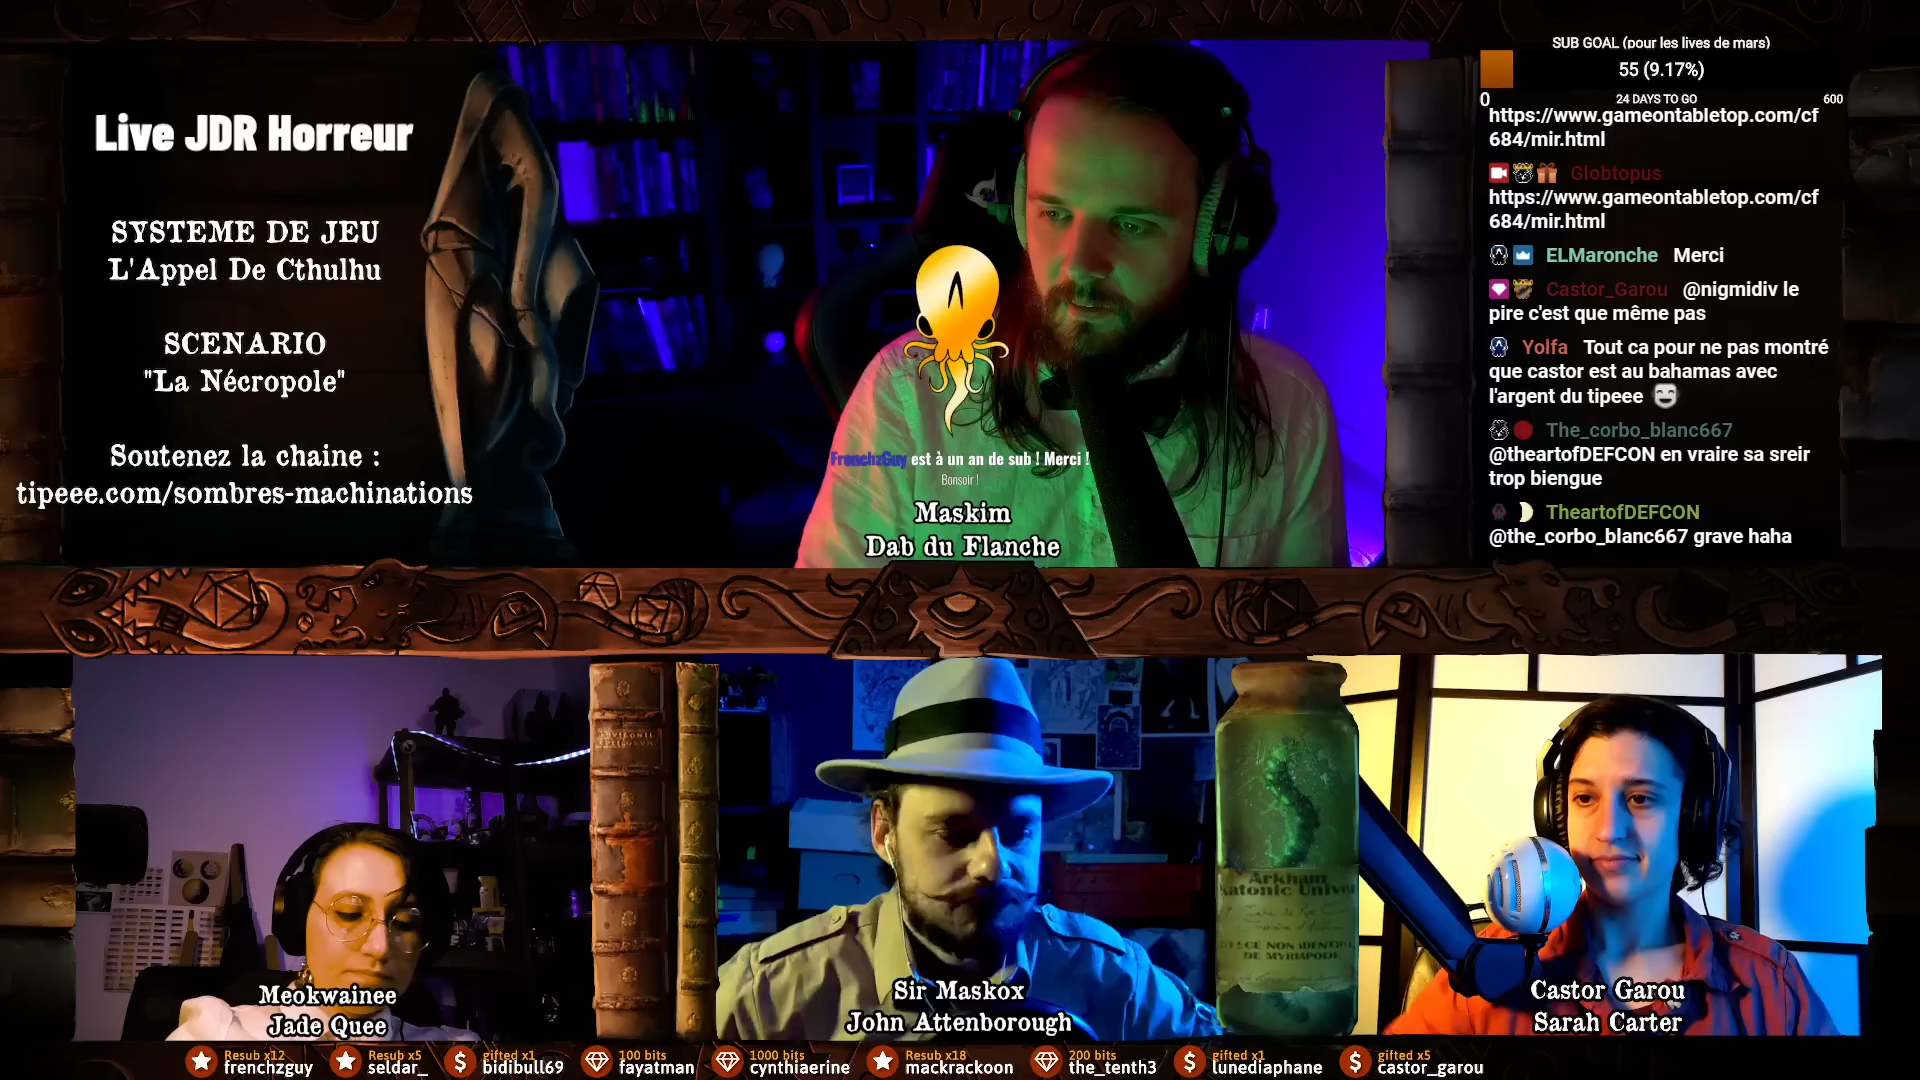 Live JDR Horreur
SYSTEME DE JEU
L'Appel De Cthulhu
SCENARIO
"La Nécropole"
Soutenez la chaine :
tipeee.com/sombres-machinations
FrenchzGuy est à un an de sub ! Merci !
Bonsoir !
Maskim
Dab du Flanche
SUB GOAL (pour les lives de mars)
55 (9.17%)
0 24 DAYS TO GO 600
https://www.gameontabletop.com/cf
684/mir.html
Globtopus
https://www.gameontabletop.com/cf
684/mir.html
ELMaronche Merci
Castor_Garou @nigmidiv le
pire c'est que même pas
Yolfa Tout ca pour ne pas montré
que castor est au bahamas avec
l'argent du tipeee
The_corbo_blanc667
@theartofDEFCON en vraire sa sreir
trop biengue
TheartofDEFCON
@the_corbo_blanc667 grave haha
Meokwainee
Jade Quee
Sir Maskox
John Attenborough
Arkham
katonic Univer
DE MYRIAPODE
Castor Garou
Sarah Carter
Resub x12
frenchzguy
Resub x5
seldar_
gifted x1
bidibull69
100 bits
fayatman
1000 bits
cynthiaerine
Resub x18
mackrackoon
200 bits
the_tenth3
gifted x1
lunediaphane
gifted x5
castor_garou